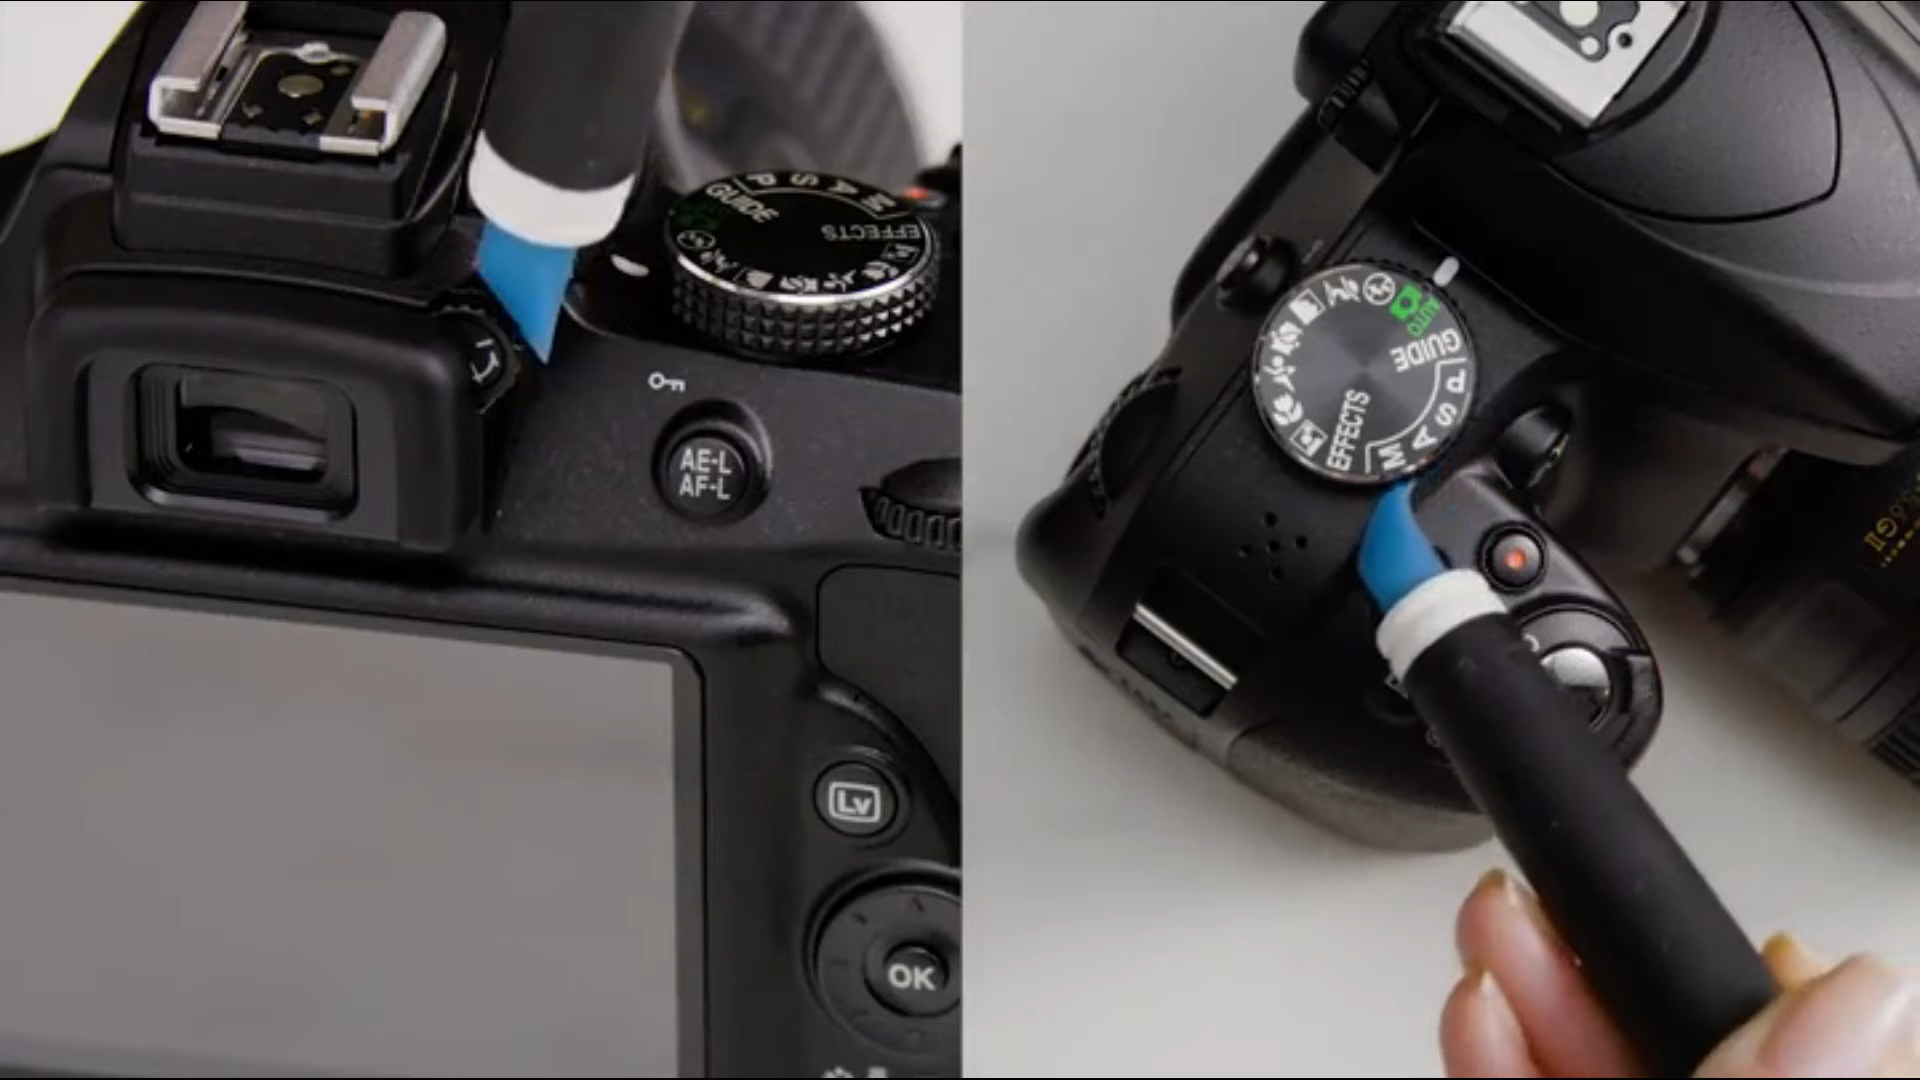 GUIDE
P
S
A
M
EFFECTS
AE-L
AF-L
Lv
OK
AUTO
GUIDE
P
S
A
M
EFFECTS